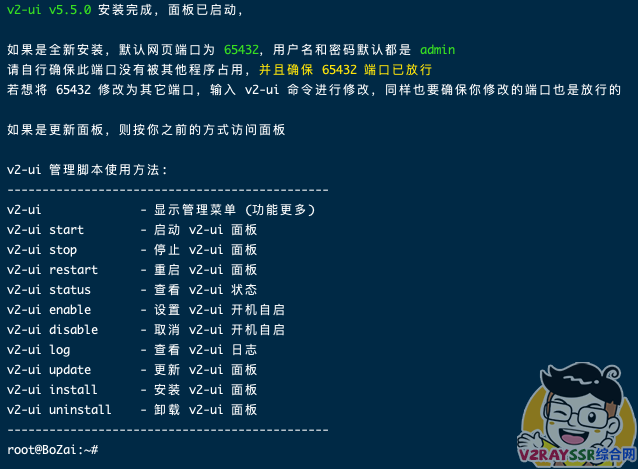 v2-ui v5.5.0 安装完成，面板已启动，
如果是全新安装，默认网页端口为 65432，用户名和密码默认都是 admin
请自行确保此端口没有被其他程序占用，并且确保 65432 端口已放行
若想将 65432 修改为其它端口，输入 v2-ui 命令进行修改，同样也要确保你修改的端口也是放行的
如果是更新面板，则按你之前的方式访问面板
v2-ui 管理脚本使用方法:
----------------------------------------------
v2-ui              - 显示管理菜单 (功能更多)
v2-ui start        - 启动 v2-ui 面板
v2-ui stop         - 停止 v2-ui 面板
v2-ui restart      - 重启 v2-ui 面板
v2-ui status       - 查看 v2-ui 状态
v2-ui enable       - 设置 v2-ui 开机自启
v2-ui disable      - 取消 v2-ui 开机自启
v2-ui log          - 查看 v2-ui 日志
v2-ui update       - 更新 v2-ui 面板
v2-ui install      - 安装 v2-ui 面板
v2-ui uninstall    - 卸载 v2-ui 面板
----------------------------------------------
root@BoZai:~#
V2RAYSSR综合网